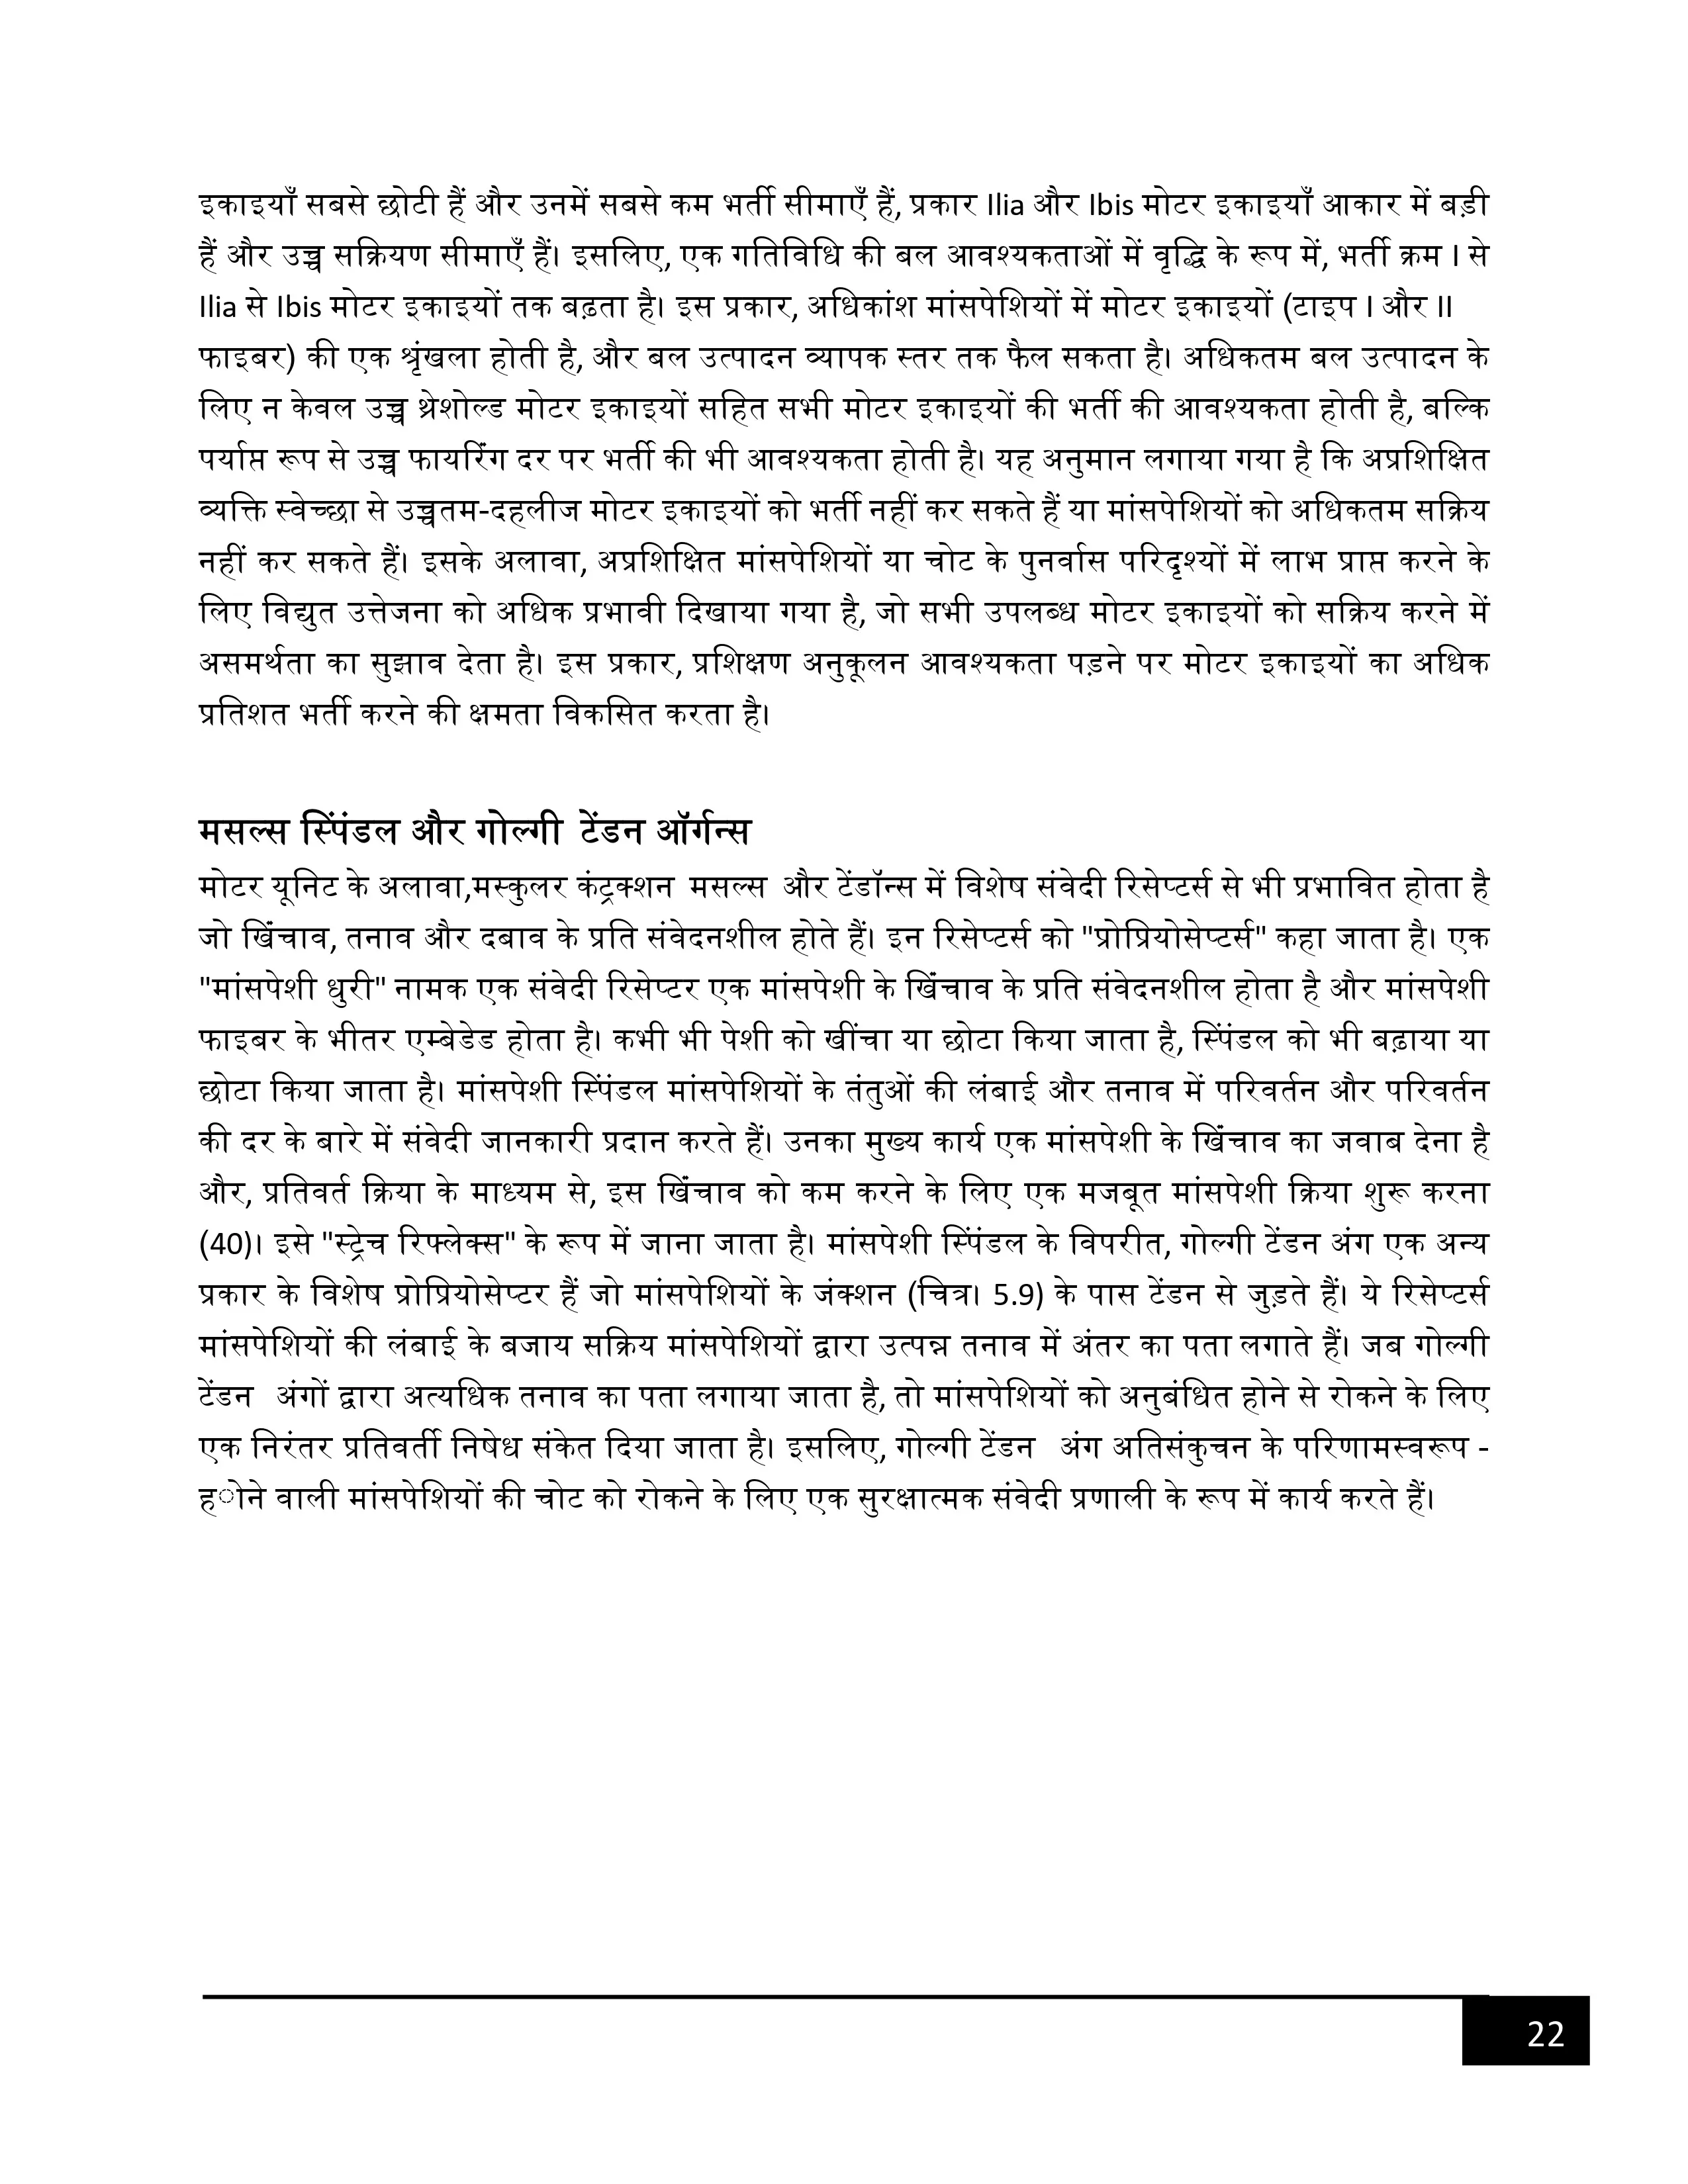 इकाइयाँ सबसे छोटी हैं और उनमें सबसे कम भर्ती सीमाएँ हैं, प्रकार Ilia और Ibis मोटर इकाइयाँ आकार में बड़ी
हैं और उच्च सक्रियण सीमाएँ हैं। इसलिए, एक गतिविधि की बल आवश्यकताओं में वृद्धि के रूप में, भर्ती क्रम I से
Ilia से Ibis मोटर इकाइयों तक बढ़ता है। इस प्रकार, अधिकांश मांसपेशियों में मोटर इकाइयों (टाइप I और II
फाइबर) की एक श्रृंखला होती है, और बल उत्पादन व्यापक स्तर तक फैल सकता है। अधिकतम बल उत्पादन के
लिए न केवल उच्च थ्रेशोल्ड मोटर इकाइयों सहित सभी मोटर इकाइयों की भर्ती की आवश्यकता होती है, बल्कि
पर्याप्त रूप से उच्च फायरिंग दर पर भर्ती की भी आवश्यकता होती है। यह अनुमान लगाया गया है कि अप्रशिक्षित
व्यक्ति स्वेच्छा से उच्चतम-दहलीज मोटर इकाइयों को भर्ती नहीं कर सकते हैं या मांसपेशियों को अधिकतम सक्रिय
नहीं कर सकते हैं। इसके अलावा, अप्रशिक्षित मांसपेशियों या चोट के पुनर्वास परिदृश्यों में लाभ प्राप्त करने के
लिए विद्युत उत्तेजना को अधिक प्रभावी दिखाया गया है, जो सभी उपलब्ध मोटर इकाइयों को सक्रिय करने में
असमर्थता का सुझाव देता है। इस प्रकार, प्रशिक्षण अनुकूलन आवश्यकता पड़ने पर मोटर इकाइयों का अधिक
प्रतिशत भर्ती करने की क्षमता विकसित करता है।
मसल्स स्पिंडल और गोल्गी टेंडन ऑर्गन्स
मोटर यूनिट के अलावा,मस्कुलर कंट्रक्शन मसल्स और टेंडॉन्स में विशेष संवेदी रिसेप्टर्स से भी प्रभावित होता है
जो खिंचाव, तनाव और दबाव के प्रति संवेदनशील होते हैं। इन रिसेप्टर्स को "प्रोप्रियोसेप्टर्स" कहा जाता है। एक
"मांसपेशी धुरी" नामक एक संवेदी रिसेप्टर एक मांसपेशी के खिंचाव के प्रति संवेदनशील होता है और मांसपेशी
फाइबर के भीतर एम्बेडेड होता है। कभी भी पेशी को खींचा या छोटा किया जाता है, स्पिंडल को भी बढ़ाया या
छोटा किया जाता है। मांसपेशी स्पिंडल मांसपेशियों के तंतुओं की लंबाई और तनाव में परिवर्तन और परिवर्तन
की दर के बारे में संवेदी जानकारी प्रदान करते हैं। उनका मुख्य कार्य एक मांसपेशी के खिंचाव का जवाब देना है
और, प्रतिवर्त क्रिया के माध्यम से, इस खिंचाव को कम करने के लिए एक मजबूत मांसपेशी क्रिया शुरू करना
(40)। इसे "स्ट्रेच रिफ्लेक्स" के रूप में जाना जाता है। मांसपेशी स्पिंडल के विपरीत, गोल्गी टेंडन अंग एक अन्य
प्रकार के विशेष प्रोप्रियोसेप्टर हैं जो मांसपेशियों के जंक्शन (चित्र। 5.9) के पास टेंडन से जुड़ते हैं। ये रिसेप्टर्स
मांसपेशियों की लंबाई के बजाय सक्रिय मांसपेशियों द्वारा उत्पन्न तनाव में अंतर का पता लगाते हैं। जब गोल्गी
टेंडन अंगों द्वारा अत्यधिक तनाव का पता लगाया जाता है, तो मांसपेशियों को अनुबंधित होने से रोकने के लिए
एक निरंतर प्रतिवर्ती निषेध संकेत दिया जाता है। इसलिए, गोल्गी टेंडन अंग अतिसंकुचन के परिणामस्वरूप -
ह◌ोने वाली मांसपेशियों की चोट को रोकने के लिए एक सुरक्षात्मक संवेदी प्रणाली के रूप में कार्य करते हैं।
22